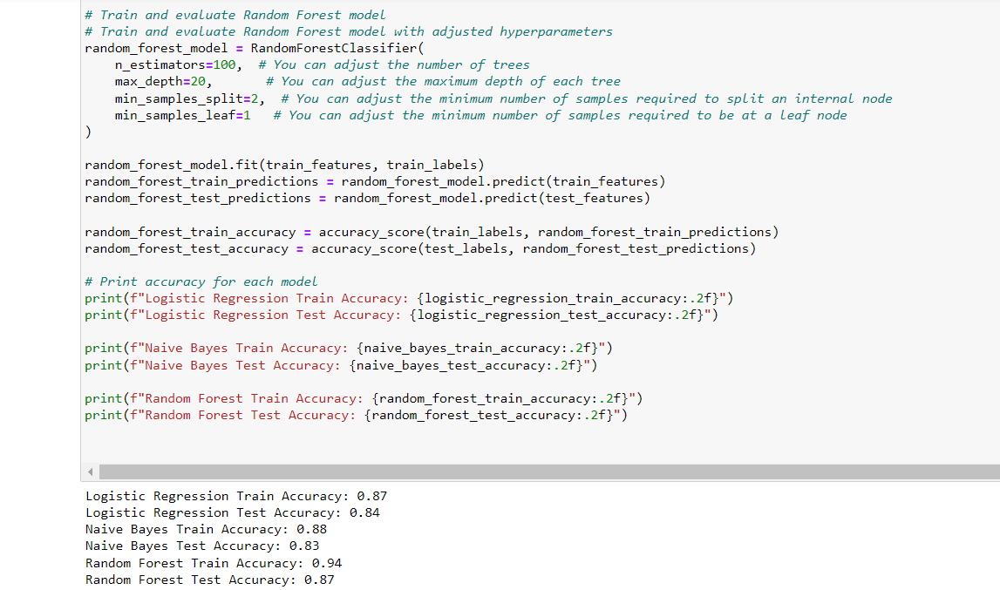 # Train and evaluate Random Forest model
# Train and evaluate Random Forest model with adjusted hyperparameters
random_forest_model = RandomForestClassifier(
    n_estimators=100,  # You can adjust the number of trees
    max_depth=20,       # You can adjust the maximum depth of each tree
    min_samples_split=2,  # You can adjust the minimum number of samples required to split an internal node
    min_samples_leaf=1   # You can adjust the minimum number of samples required to be at a leaf node
)
random_forest_model.fit(train_features, train_labels)
random_forest_train_predictions = random_forest_model.predict(train_features)
random_forest_test_predictions = random_forest_model.predict(test_features)
random_forest_train_accuracy = accuracy_score(train_labels, random_forest_train_predictions)
random_forest_test_accuracy = accuracy_score(test_labels, random_forest_test_predictions)
# Print accuracy for each model
print(f"Logistic Regression Train Accuracy: {logistic_regression_train_accuracy:.2f}")
print(f"Logistic Regression Test Accuracy: {logistic_regression_test_accuracy:.2f}")
print(f"Naive Bayes Train Accuracy: {naive_bayes_train_accuracy:.2f}")
print(f"Naive Bayes Test Accuracy: {naive_bayes_test_accuracy:.2f}")
print(f"Random Forest Train Accuracy: {random_forest_train_accuracy:.2f}")
print(f"Random Forest Test Accuracy: {random_forest_test_accuracy:.2f}")
Logistic Regression Train Accuracy: 0.87
Logistic Regression Test Accuracy: 0.84
Naive Bayes Train Accuracy: 0.88
Naive Bayes Test Accuracy: 0.83
Random Forest Train Accuracy: 0.94
Random Forest Test Accuracy: 0.87